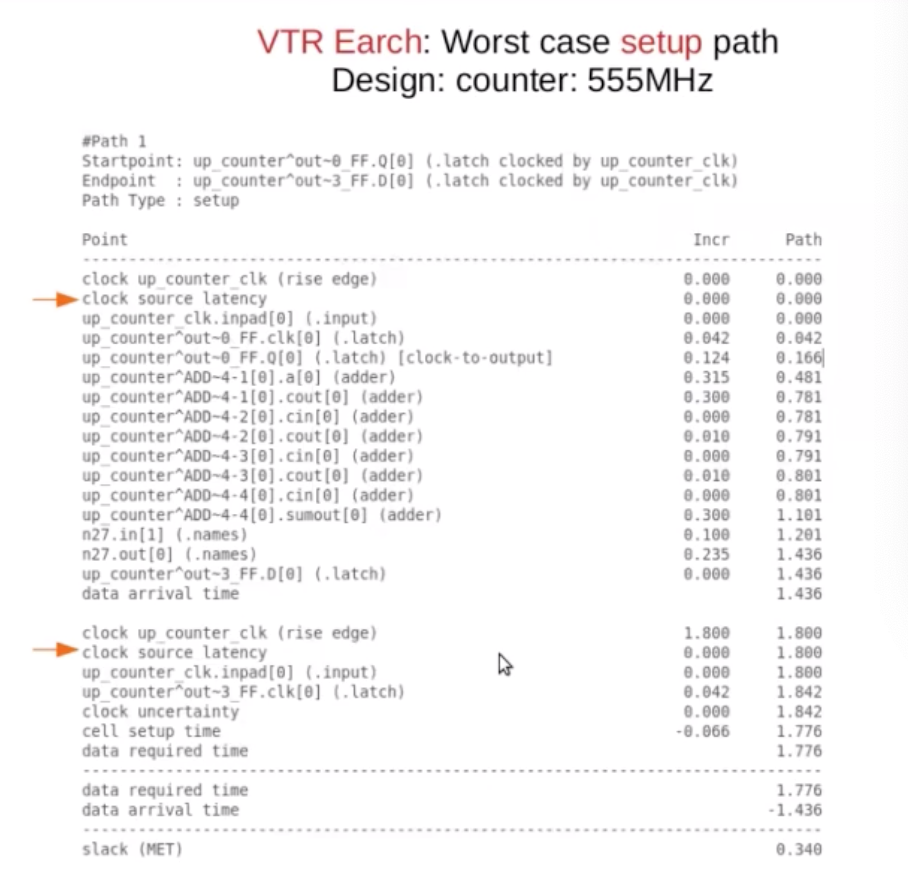 VTR Earch: Worst case setup path
Design: counter: 555MHz
#Path 1
Startpoint: up_counter^out~0_FF.Q[0] (.latch clocked by up_counter_clk)
Endpoint  : up_counter^out~3_FF.D[0] (.latch clocked by up_counter_clk)
Path Type : setup
Point Incr Path
--------------------------------------------------------------------------------
clock up_counter_clk (rise edge) 0.000 0.000
clock source latency 0.000 0.000
up_counter_clk.inpad[0] (.input) 0.000 0.000
up_counter^out~0_FF.clk[0] (.latch) 0.042 0.042
up_counter^out~0_FF.Q[0] (.latch) [clock-to-output] 0.124 0.166
up_counter^ADD~4-1[0].a[0] (adder) 0.315 0.481
up_counter^ADD~4-1[0].cout[0] (adder) 0.300 0.781
up_counter^ADD~4-2[0].cin[0] (adder) 0.000 0.781
up_counter^ADD~4-2[0].cout[0] (adder) 0.010 0.791
up_counter^ADD~4-3[0].cin[0] (adder) 0.000 0.791
up_counter^ADD~4-3[0].cout[0] (adder) 0.010 0.801
up_counter^ADD~4-4[0].cin[0] (adder) 0.000 0.801
up_counter^ADD~4-4[0].sumout[0] (adder) 0.300 1.101
n27.in[1] (.names) 0.100 1.201
n27.out[0] (.names) 0.235 1.436
up_counter^out~3_FF.D[0] (.latch) 0.000 1.436
data arrival time 1.436
clock up_counter_clk (rise edge) 1.800 1.800
clock source latency 0.000 1.800
up_counter_clk.inpad[0] (.input) 0.000 1.800
up_counter^out~3_FF.clk[0] (.latch) 0.042 1.842
clock uncertainty 0.000 1.842
cell setup time -0.066 1.776
data required time 1.776
--------------------------------------------------------------------------------
data required time 1.776
data arrival time -1.436
--------------------------------------------------------------------------------
slack (MET) 0.340